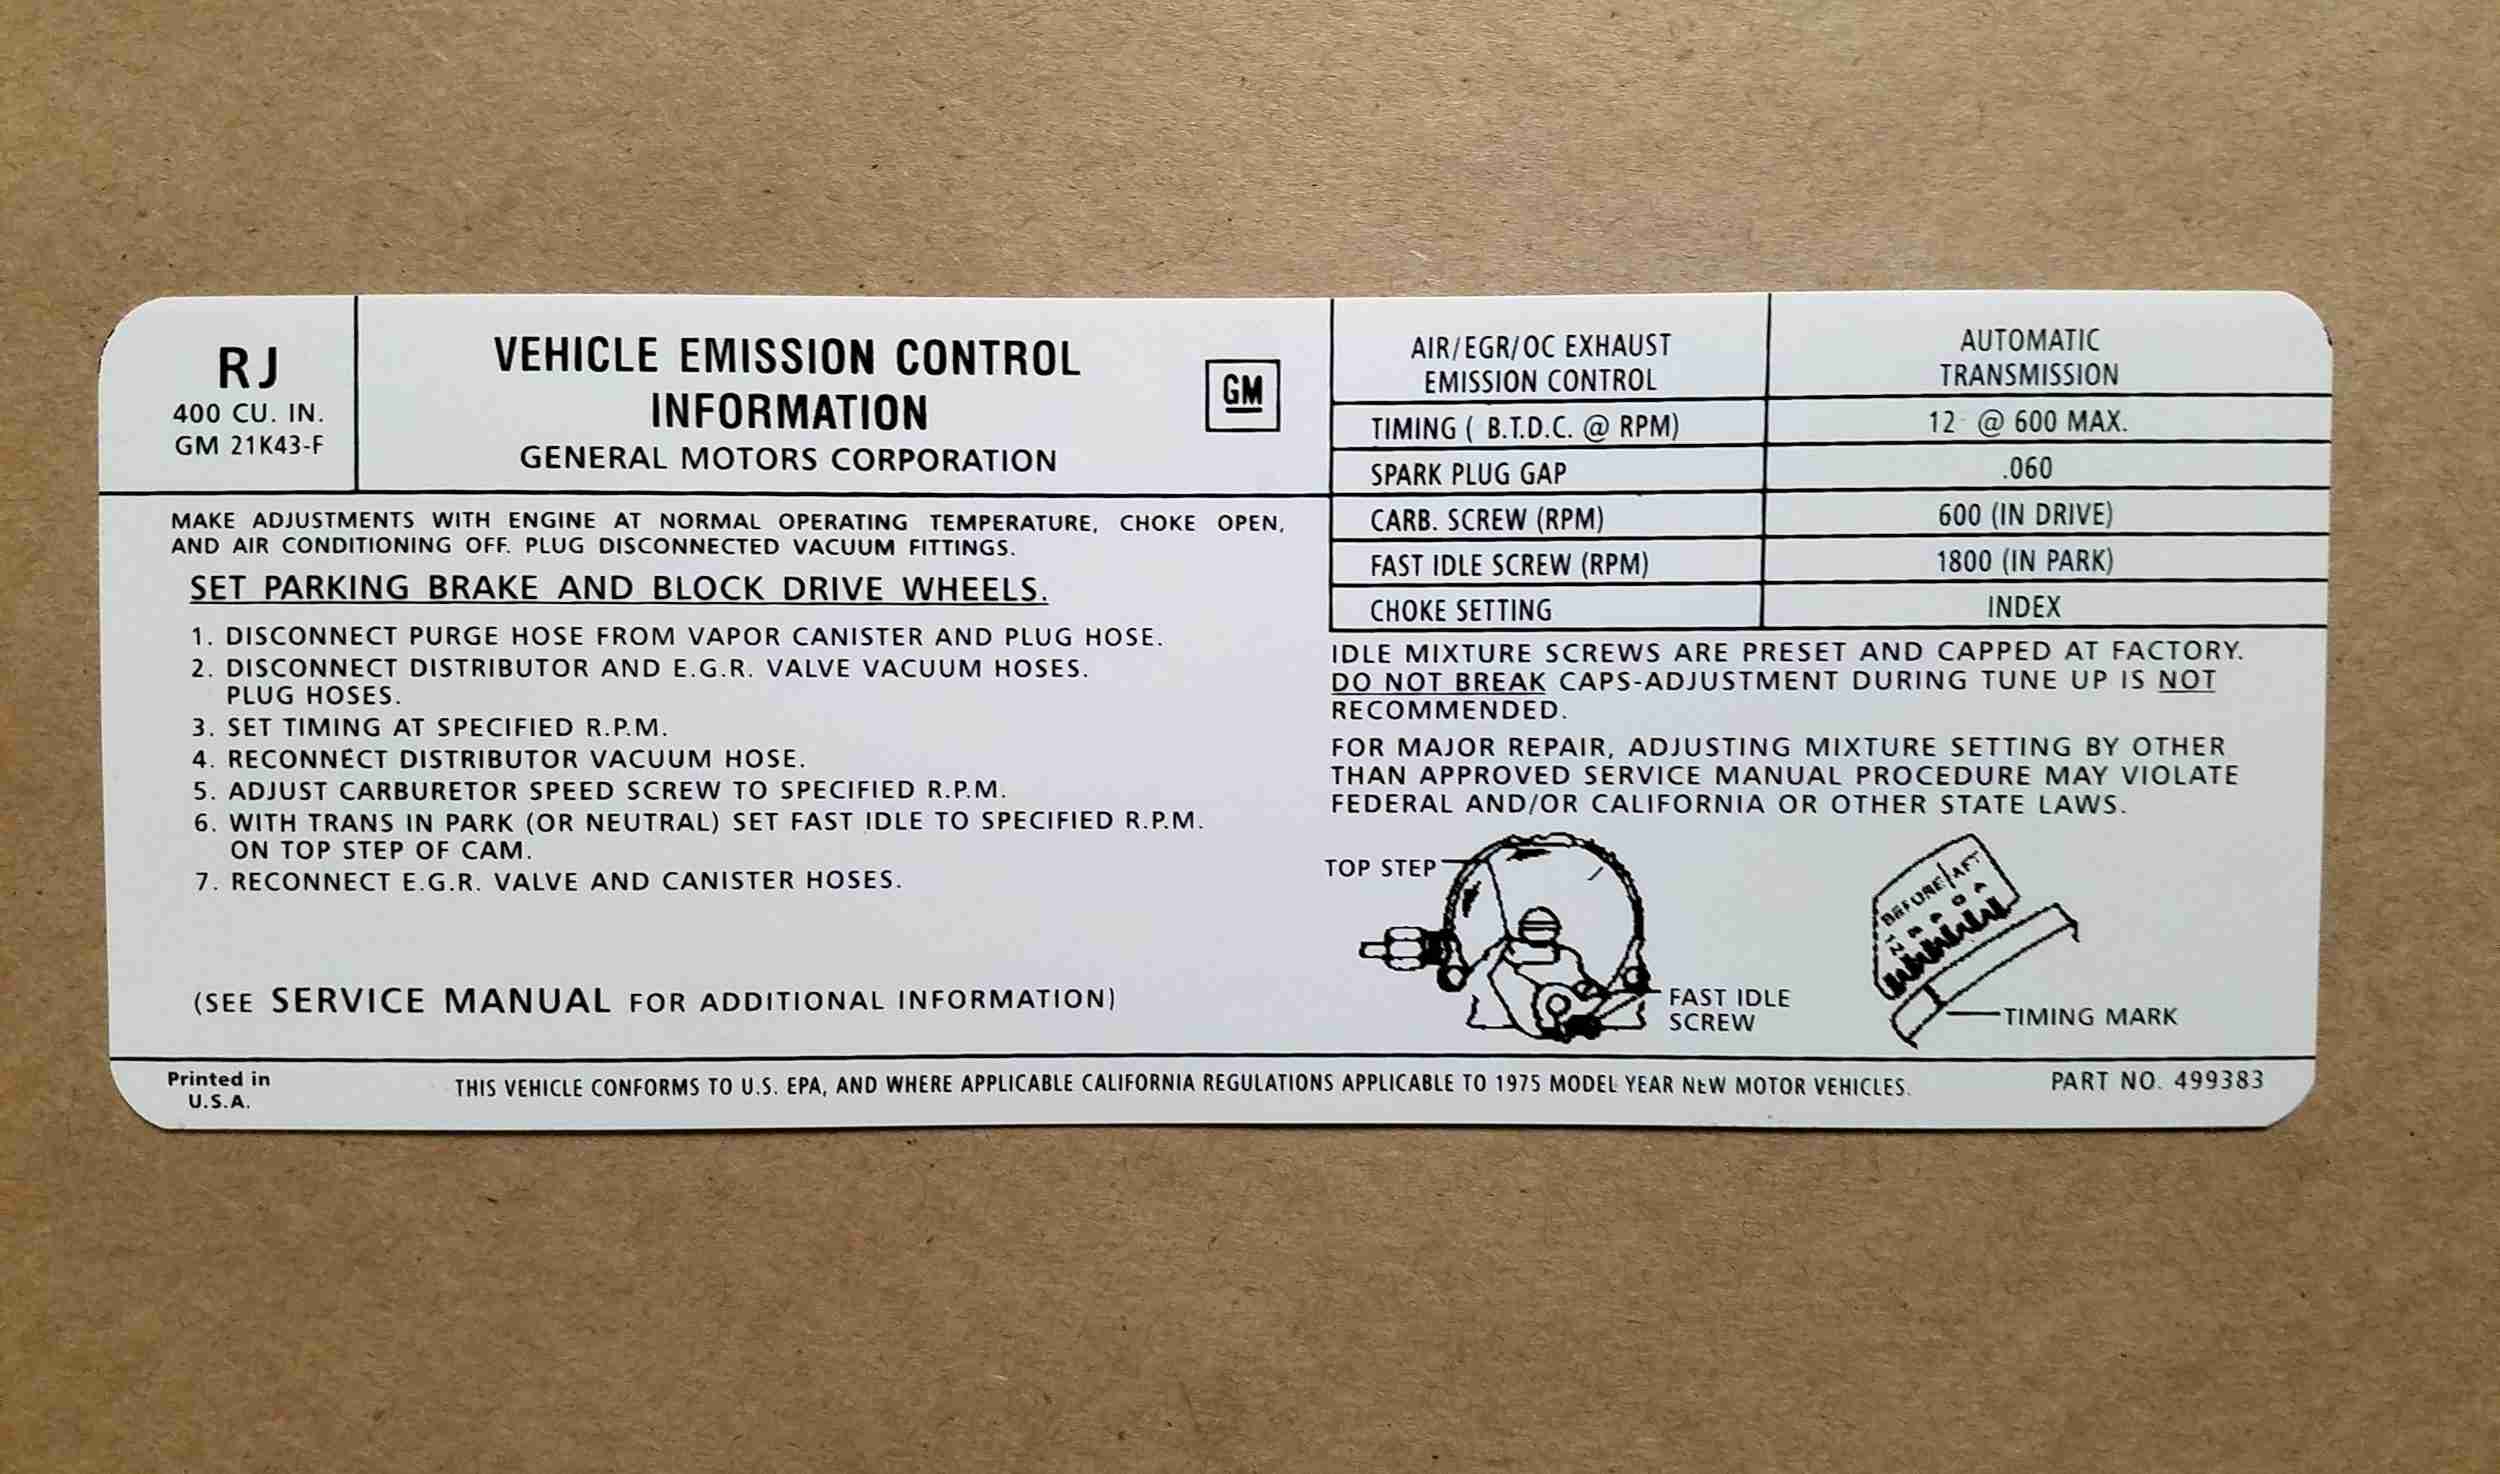 RJ
400 CU. IN.
GM 21K43-F
VEHICLE EMISSION CONTROL
INFORMATION
GENERAL MOTORS CORPORATION
GM
MAKE ADJUSTMENTS WITH ENGINE AT NORMAL OPERATING TEMPERATURE, CHOKE OPEN,
AND AIR CONDITIONING OFF. PLUG DISCONNECTED VACUUM FITTINGS.
SET PARKING BRAKE AND BLOCK DRIVE WHEELS.
1. DISCONNECT PURGE HOSE FROM VAPOR CANISTER AND PLUG HOSE.
2. DISCONNECT DISTRIBUTOR AND E.G.R. VALVE VACUUM HOSES.
PLUG HOSES.
3. SET TIMING AT SPECIFIED R.P.M.
4. RECONNECT DISTRIBUTOR VACUUM HOSE.
5. ADJUST CARBURETOR SPEED SCREW TO SPECIFIED R.P.M.
6. WITH TRANS IN PARK (OR NEUTRAL) SET FAST IDLE TO SPECIFIED R.P.M.
ON TOP STEP OF CAM.
7. RECONNECT E.G.R. VALVE AND CANISTER HOSES.
(SEE SERVICE MANUAL FOR ADDITIONAL INFORMATION)
AIR/EGR/OC EXHAUST
EMISSION CONTROL
AUTOMATIC
TRANSMISSION
TIMING ( B.T.D.C. @ RPM) 12 @ 600 MAX.
SPARK PLUG GAP .060
CARB. SCREW (RPM) 600 (IN DRIVE)
FAST IDLE SCREW (RPM) 1800 (IN PARK)
CHOKE SETTING INDEX
IDLE MIXTURE SCREWS ARE PRESET AND CAPPED AT FACTORY.
DO NOT BREAK CAPS-ADJUSTMENT DURING TUNE UP IS NOT
RECOMMENDED.
FOR MAJOR REPAIR, ADJUSTING MIXTURE SETTING BY OTHER
THAN APPROVED SERVICE MANUAL PROCEDURE MAY VIOLATE
FEDERAL AND/OR CALIFORNIA OR OTHER STATE LAWS.
TOP STEP
FAST IDLE
SCREW
BEFORE AFT
12 8 4 0
TIMING MARK
Printed in
U.S.A.
THIS VEHICLE CONFORMS TO U.S. EPA, AND WHERE APPLICABLE CALIFORNIA REGULATIONS APPLICABLE TO 1975 MODEL YEAR NEW MOTOR VEHICLES.
PART NO. 499383